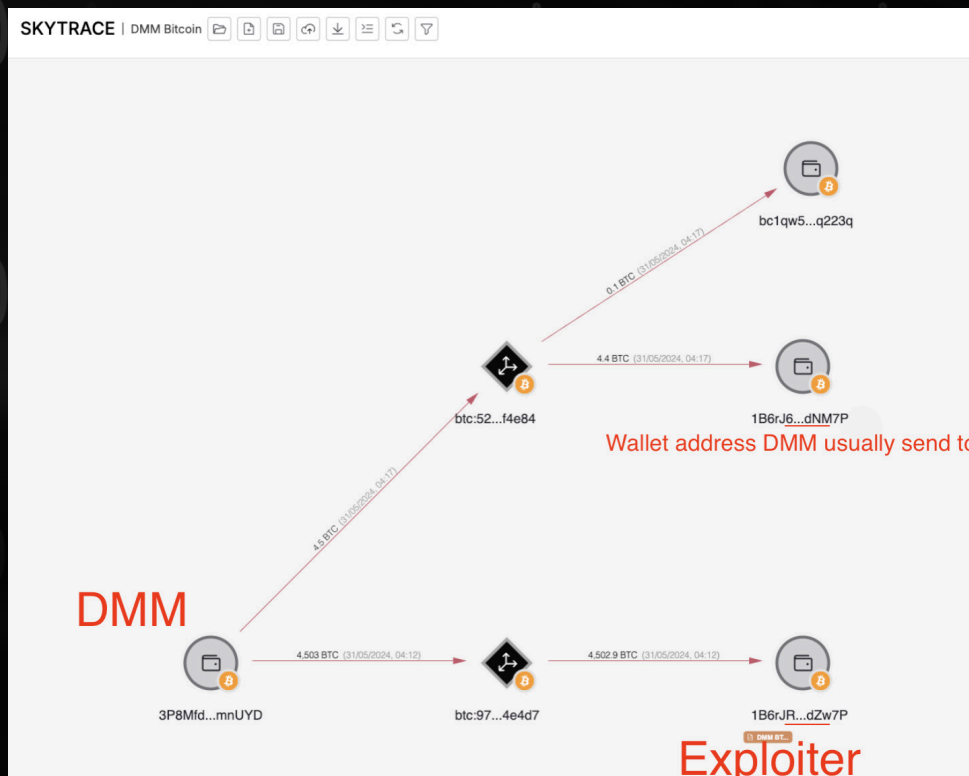 SKYTRACE | DMM Bitcoin
bc1qw5...q223q
0.1 BTC (31/05/2024, 04:17)
4.4 BTC (31/05/2024, 04:17)
btc:52...f4e84
1B6rJ6...dNM7P
Wallet address DMM usually send to
4.5 BTC (31/05/2024, 04:17)
DMM
4,503 BTC (31/05/2024, 04:12)
4,502.9 BTC (31/05/2024, 04:12)
3P8Mfd...mnUYD
btc:97...4e4d7
1B6rJR...dZw7P
DMM BT...
Exploiter